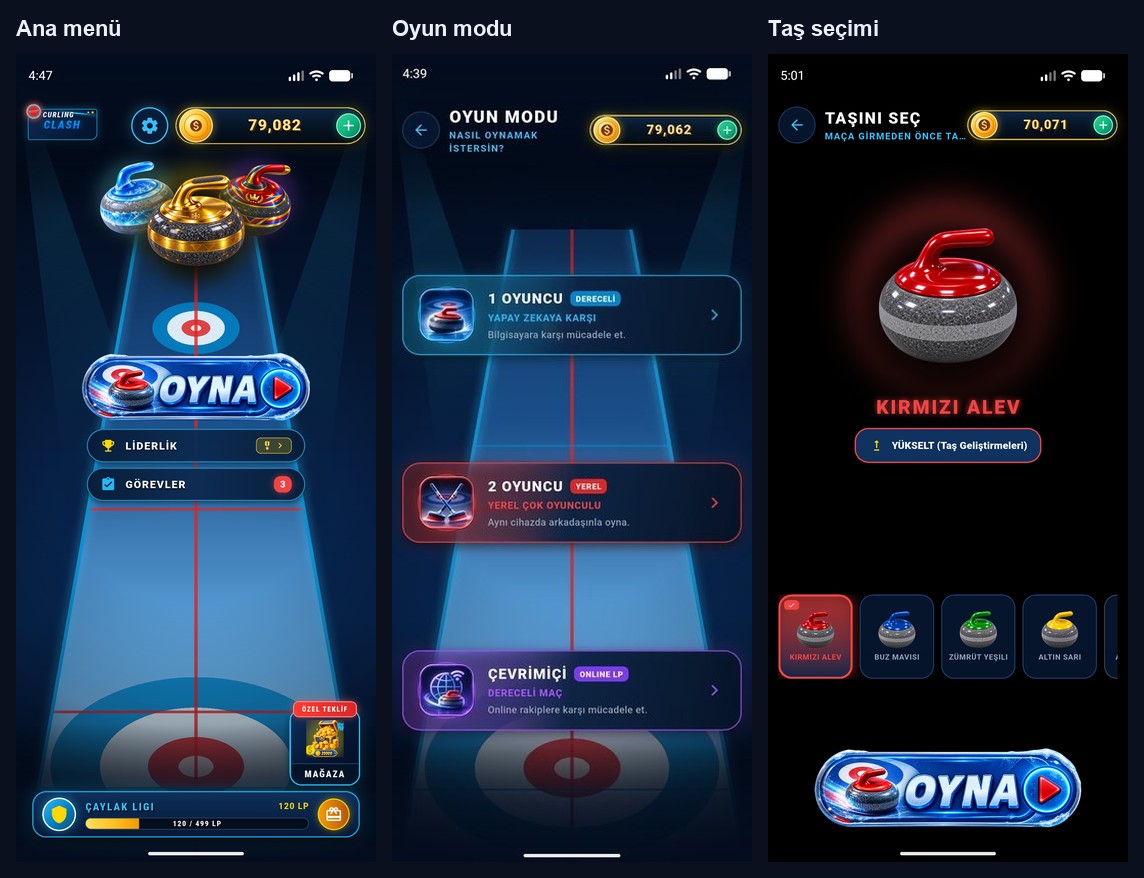 Ana menü
4:47
CURLING
CLASH
79,082
OYNA
LİDERLİK
GÖREVLER
3
ÖZEL TEKLİF
MAĞAZA
ÇAYLAK LIGI
120 LP
120 / 499 LP
Oyun modu
4:39
OYUN MODU
NASIL OYNAMAK
İSTERSİN?
79,062
1 OYUNCU DERECELİ
YAPAY ZEKAYA KARŞI
Bilgisayara karşı mücadele et.
2 OYUNCU YEREL
YEREL ÇOK OYUNCULU
Aynı cihazda arkadaşınla oyna.
ÇEVRİMİÇİ ONLINE LP
DERECELİ MAÇ
Online rakiplere karşı mücadele et.
Taş seçimi
5:01
TAŞINI SEÇ
MAÇA GİRMEDEN ÖNCE TA…
70,071
KIRMIZI ALEV
YÜKSELT (Taş Geliştirmeleri)
KIRMIZI ALEV
BUZ MAVISI
ZÜMRÜT YEŞILI
ALTIN SARI
OYNA